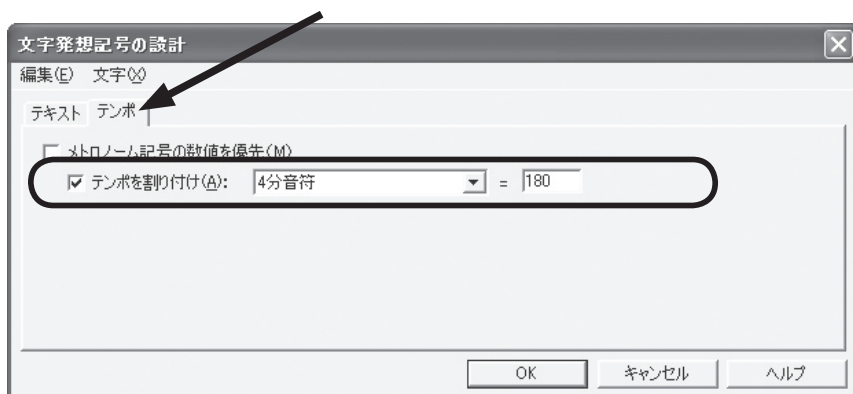 文字発想記号の設計
編集(E) 文字(X)
テキスト テンポ
メトロノーム記号の数値を優先(M)
テンポを割り付け(A): 4分音符 = 180
OK キャンセル ヘルプ